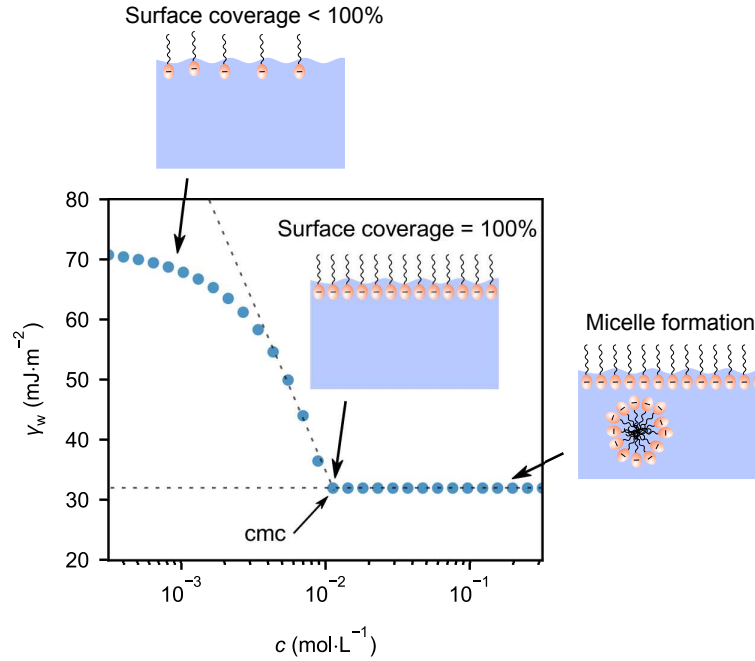 Surface coverage < 100%
80
70
60
50
40
30
20
γw (mJ·m−2)
Surface coverage = 100%
Micelle formation
cmc
10−3
10−2
10−1
c (mol·L−1)